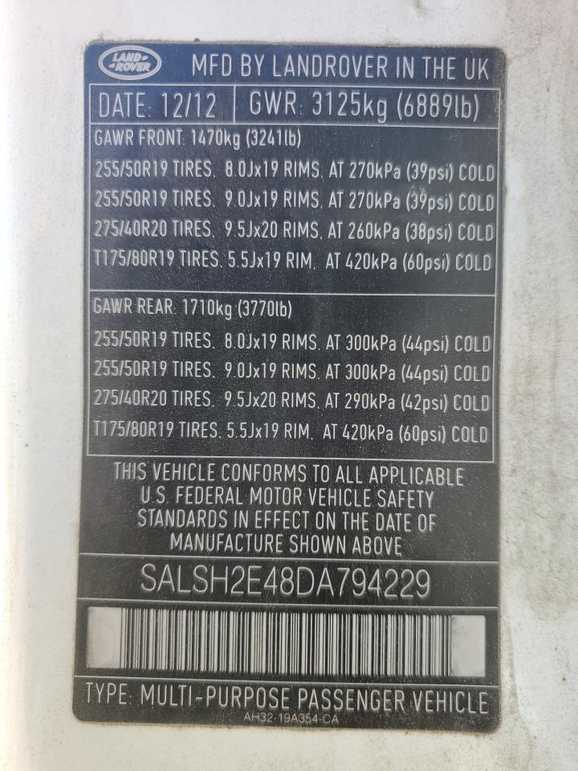 LAND
ROVER
MFD BY LANDROVER IN THE UK
DATE: 12/12 GWR: 3125kg (6889lb)
GAWR FRONT: 1470kg (3241lb)
255/50R19 TIRES, 8.0Jx19 RIMS, AT 270kPa (39psi) COLD
255/50R19 TIRES, 9.0Jx19 RIMS, AT 270kPa (39psi) COLD
275/40R20 TIRES, 9.5Jx20 RIMS, AT 260kPa (38psi) COLD
T175/80R19 TIRES, 5.5Jx19 RIM, AT 420kPa (60psi) COLD
GAWR REAR: 1710kg (3770lb)
255/50R19 TIRES, 8.0Jx19 RIMS, AT 300kPa (44psi) COLD
255/50R19 TIRES, 9.0Jx19 RIMS, AT 300kPa (44psi) COLD
275/40R20 TIRES, 9.5Jx20 RIMS, AT 290kPa (42psi) COLD
T175/80R19 TIRES, 5.5Jx19 RIM, AT 420kPa (60psi) COLD
THIS VEHICLE CONFORMS TO ALL APPLICABLE
U.S. FEDERAL MOTOR VEHICLE SAFETY
STANDARDS IN EFFECT ON THE DATE OF
MANUFACTURE SHOWN ABOVE
SALSH2E48DA794229
TYPE: MULTI-PURPOSE PASSENGER VEHICLE
AH32-19A354-CA